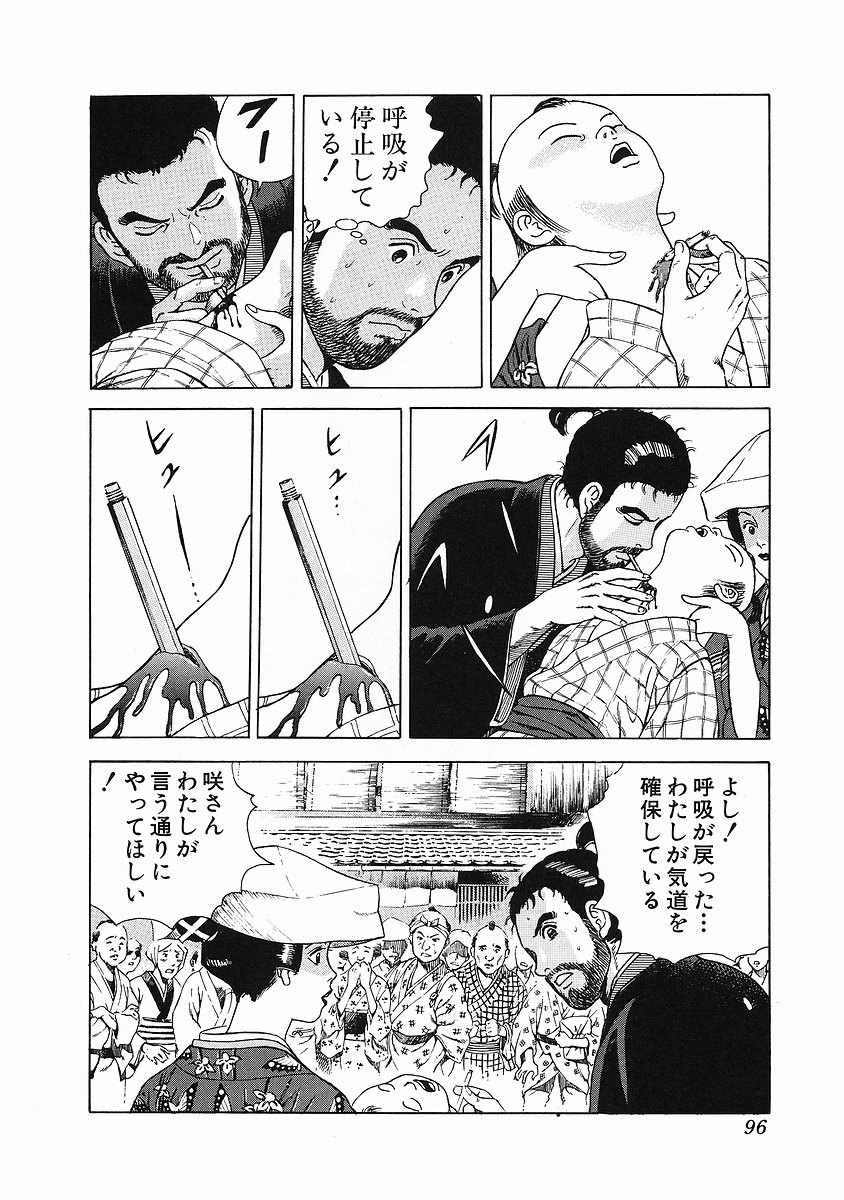 呼吸が
停止して
いる!
フー
ヒュ…
ヒュー……
よし!
呼吸が戻った…
わたしが気道を
確保している
咲さん
わたしが
言う通りに
やってほしい
!
96